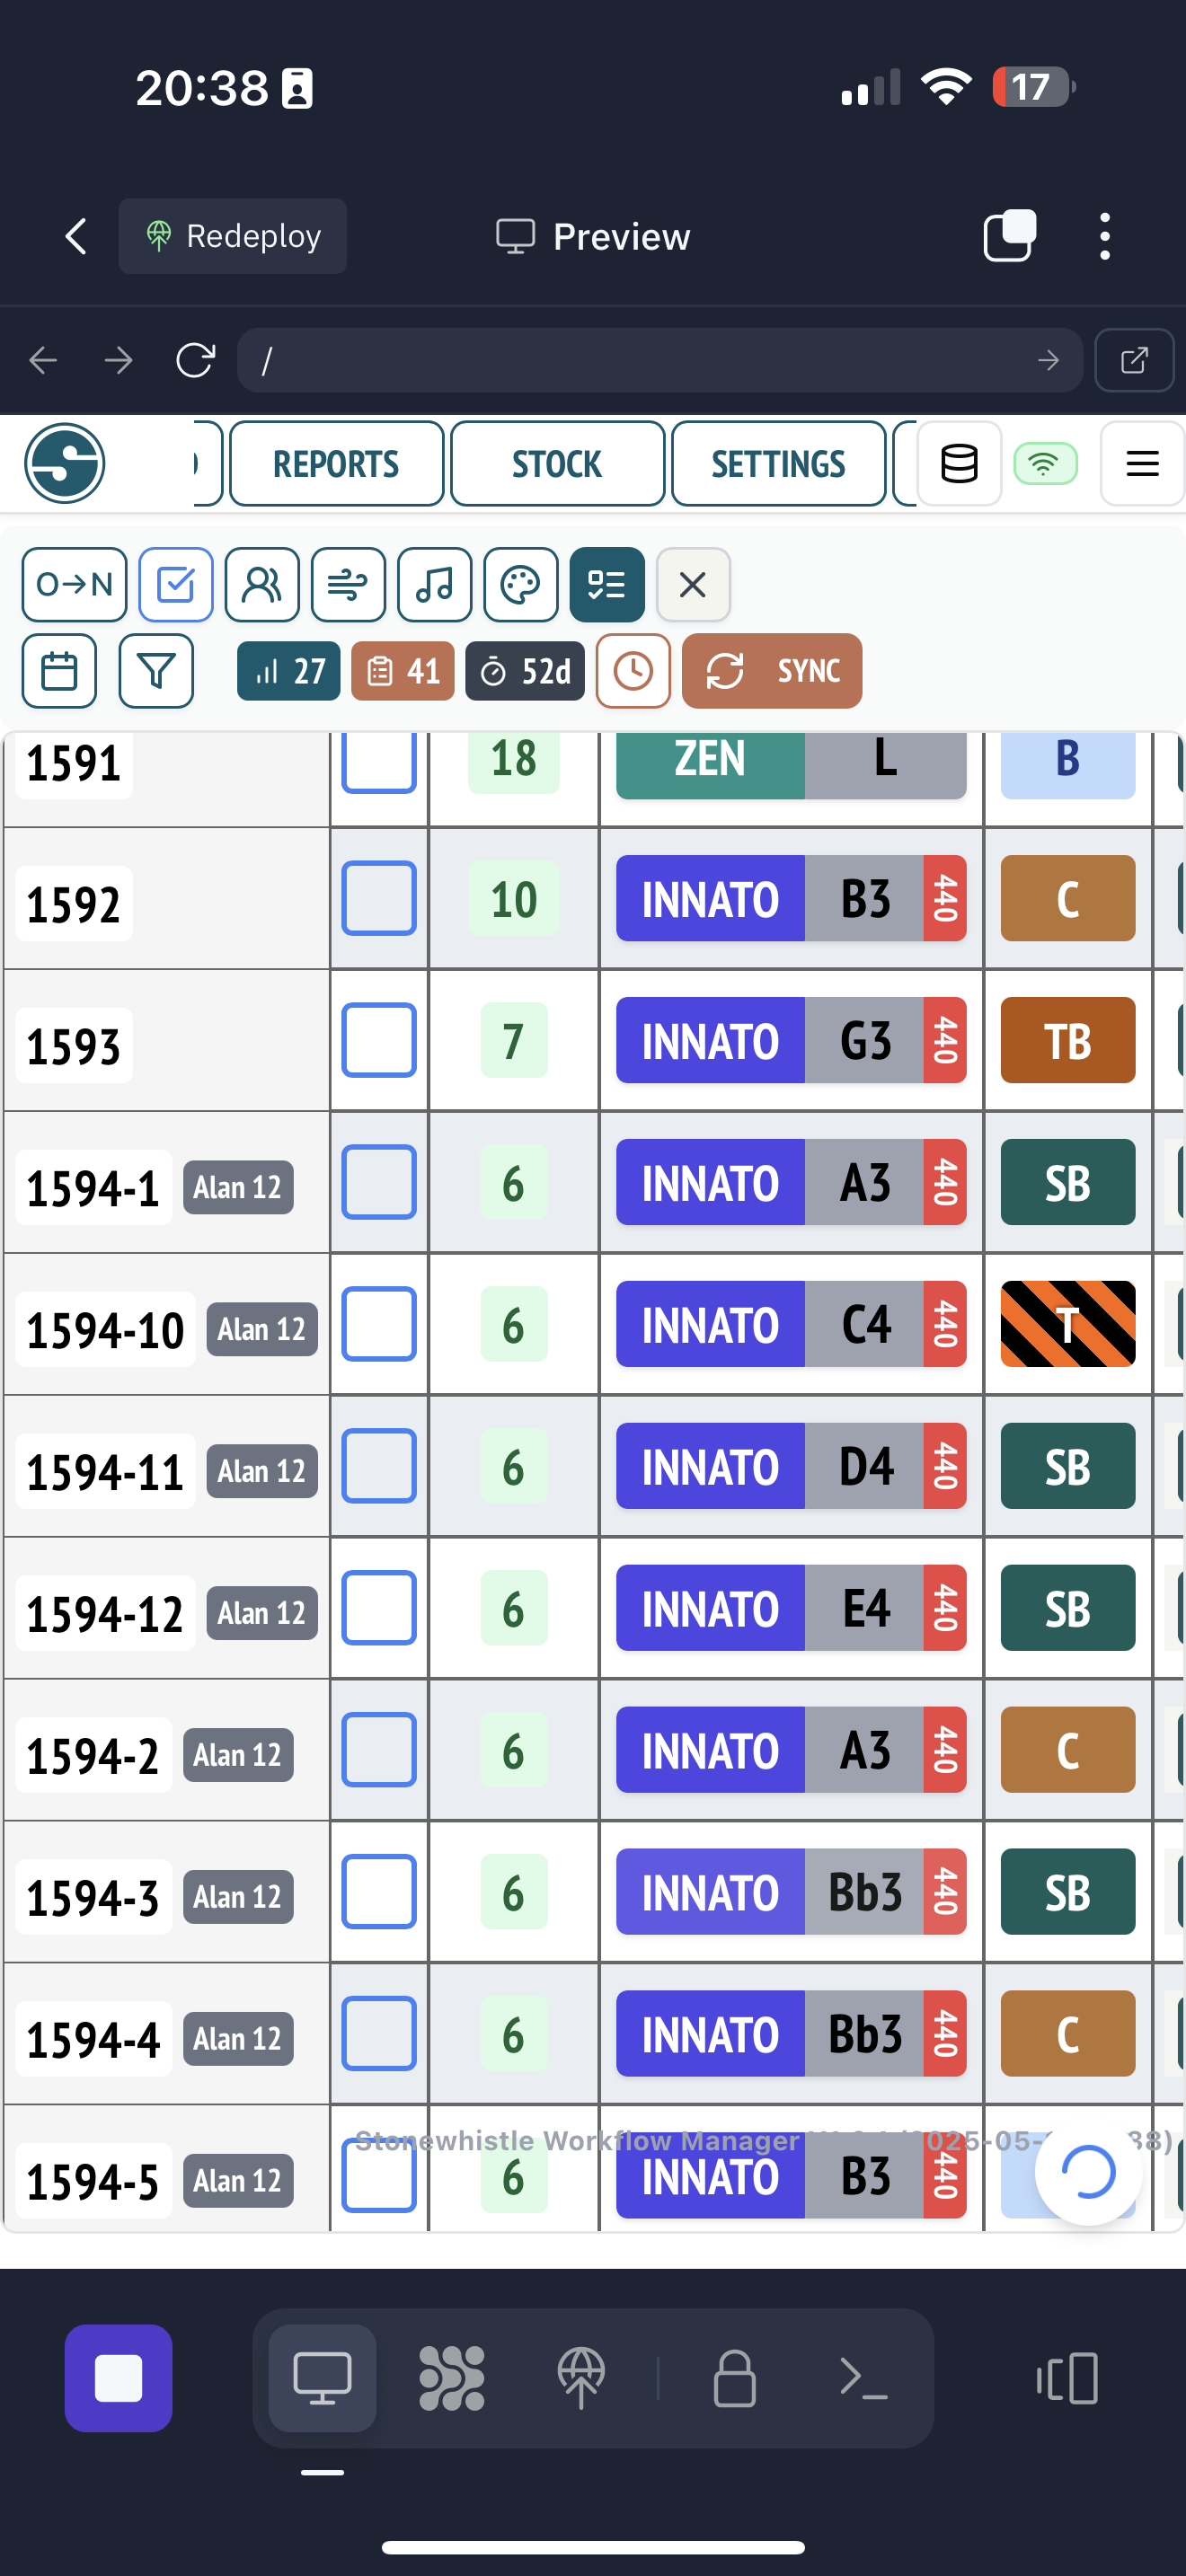 20:38 17
Redeploy Preview
/
REPORTS STOCK SETTINGS
O→N
27 41 52d SYNC
1591 18 ZEN L B
1592 10 INNATO B3 440 C
1593 7 INNATO G3 440 TB
1594-1 Alan 12 6 INNATO A3 440 SB
1594-10 Alan 12 6 INNATO C4 440 T
1594-11 Alan 12 6 INNATO D4 440 SB
1594-12 Alan 12 6 INNATO E4 440 SB
1594-2 Alan 12 6 INNATO A3 440 C
1594-3 Alan 12 6 INNATO Bb3 440 SB
1594-4 Alan 12 6 INNATO Bb3 440 C
Stonewhistle Workflow Manager
1594-5 Alan 12 6 INNATO B3 440